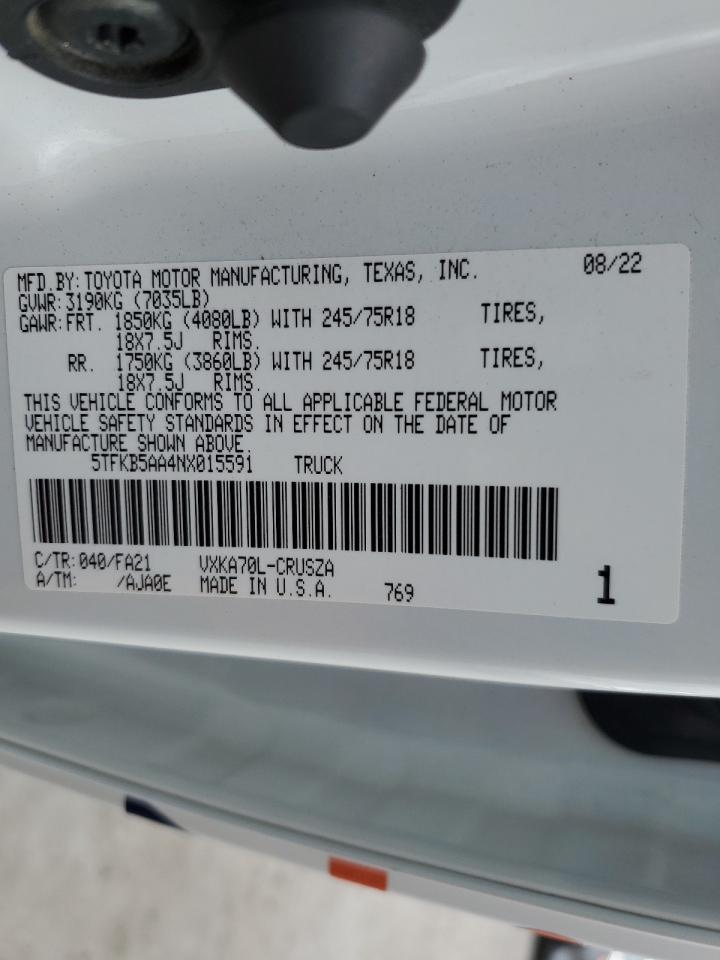 MFD.BY:TOYOTA MOTOR MANUFACTURING, TEXAS, INC. 08/22
GVWR:3190KG (7035LB)
GAWR:FRT. 1850KG (4080LB) WITH 245/75R18 TIRES,
18X7.5J RIMS.
RR. 1750KG (3860LB) WITH 245/75R18 TIRES,
18X7.5J RIMS.
THIS VEHICLE CONFORMS TO ALL APPLICABLE FEDERAL MOTOR
VEHICLE SAFETY STANDARDS IN EFFECT ON THE DATE OF
MANUFACTURE SHOWN ABOVE.
5TFKB5AA4NX015591 TRUCK
C/TR:040/FA21 VXKA70L-CRUSZA
A/TM: /AJA0E MADE IN U.S.A. 769 1